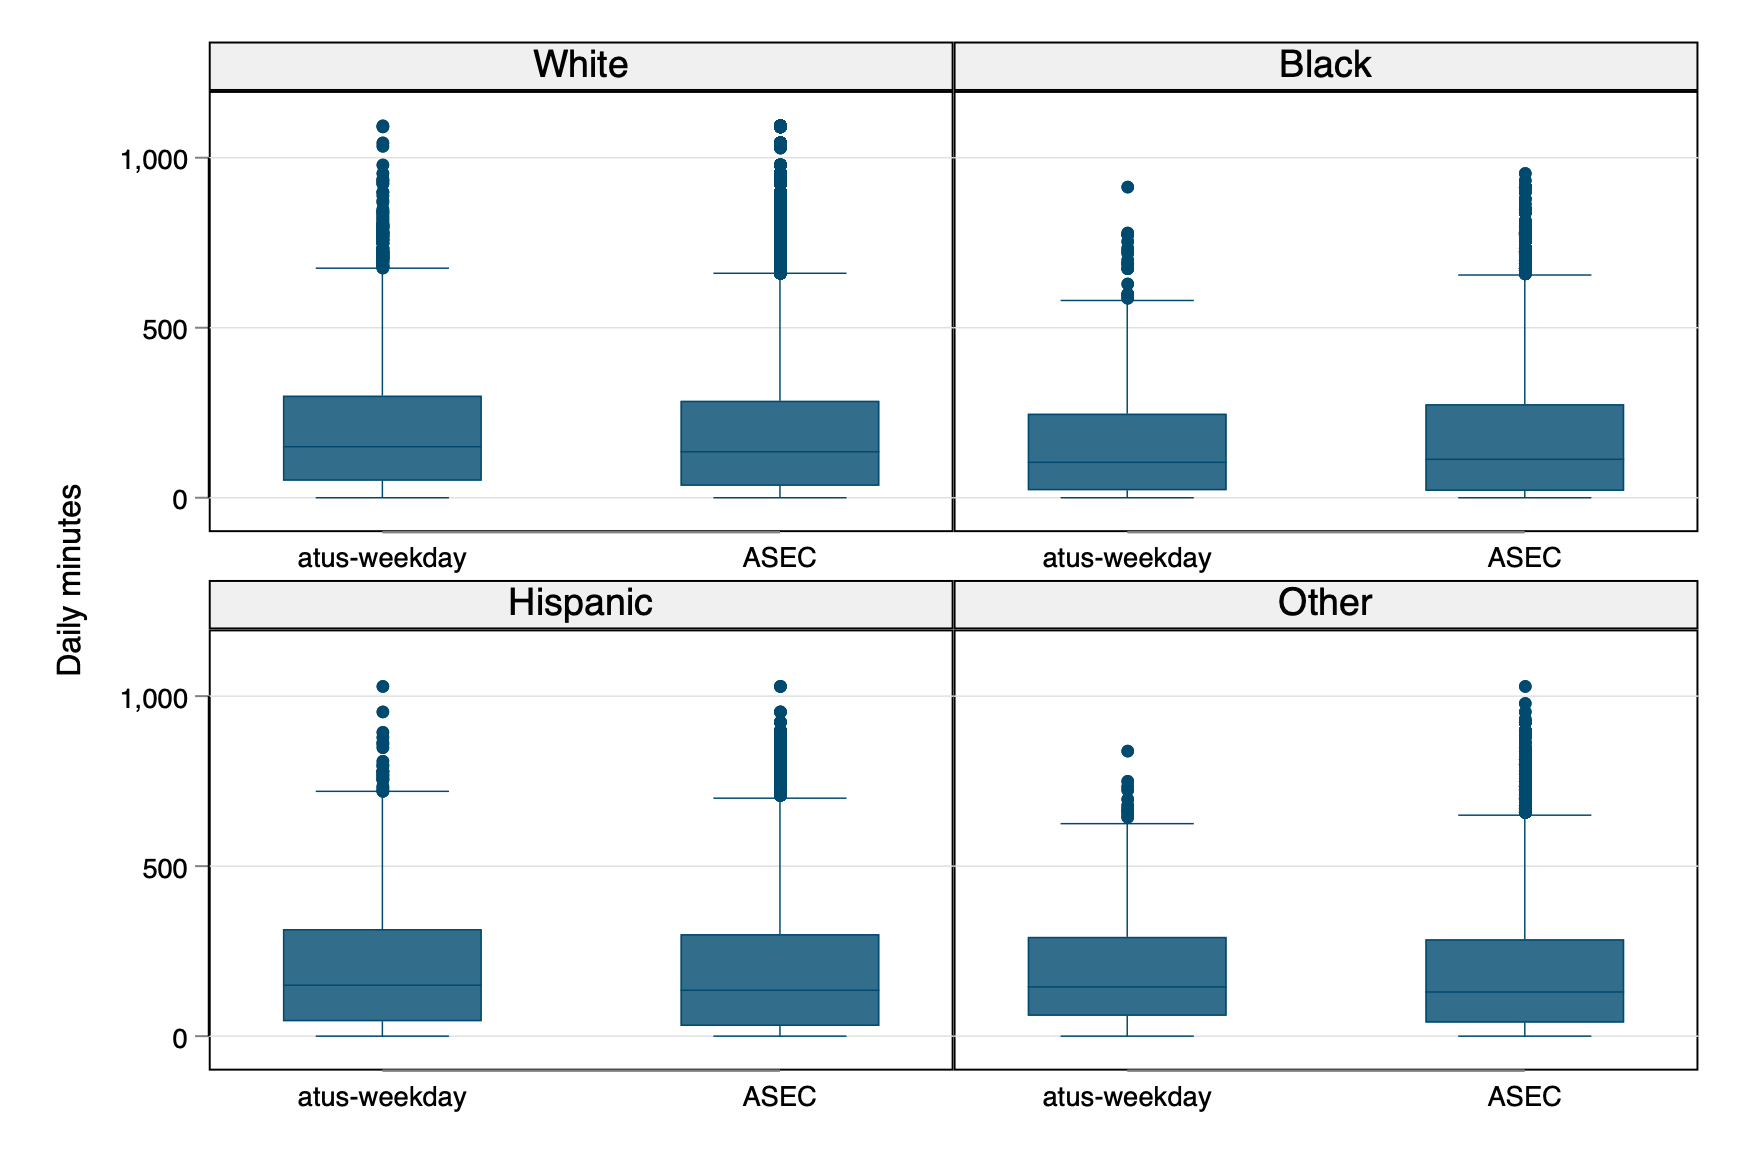 White
Black
1,000
500
0
atus-weekday
ASEC
atus-weekday
ASEC
Daily minutes
Hispanic
Other
1,000
500
0
atus-weekday
ASEC
atus-weekday
ASEC